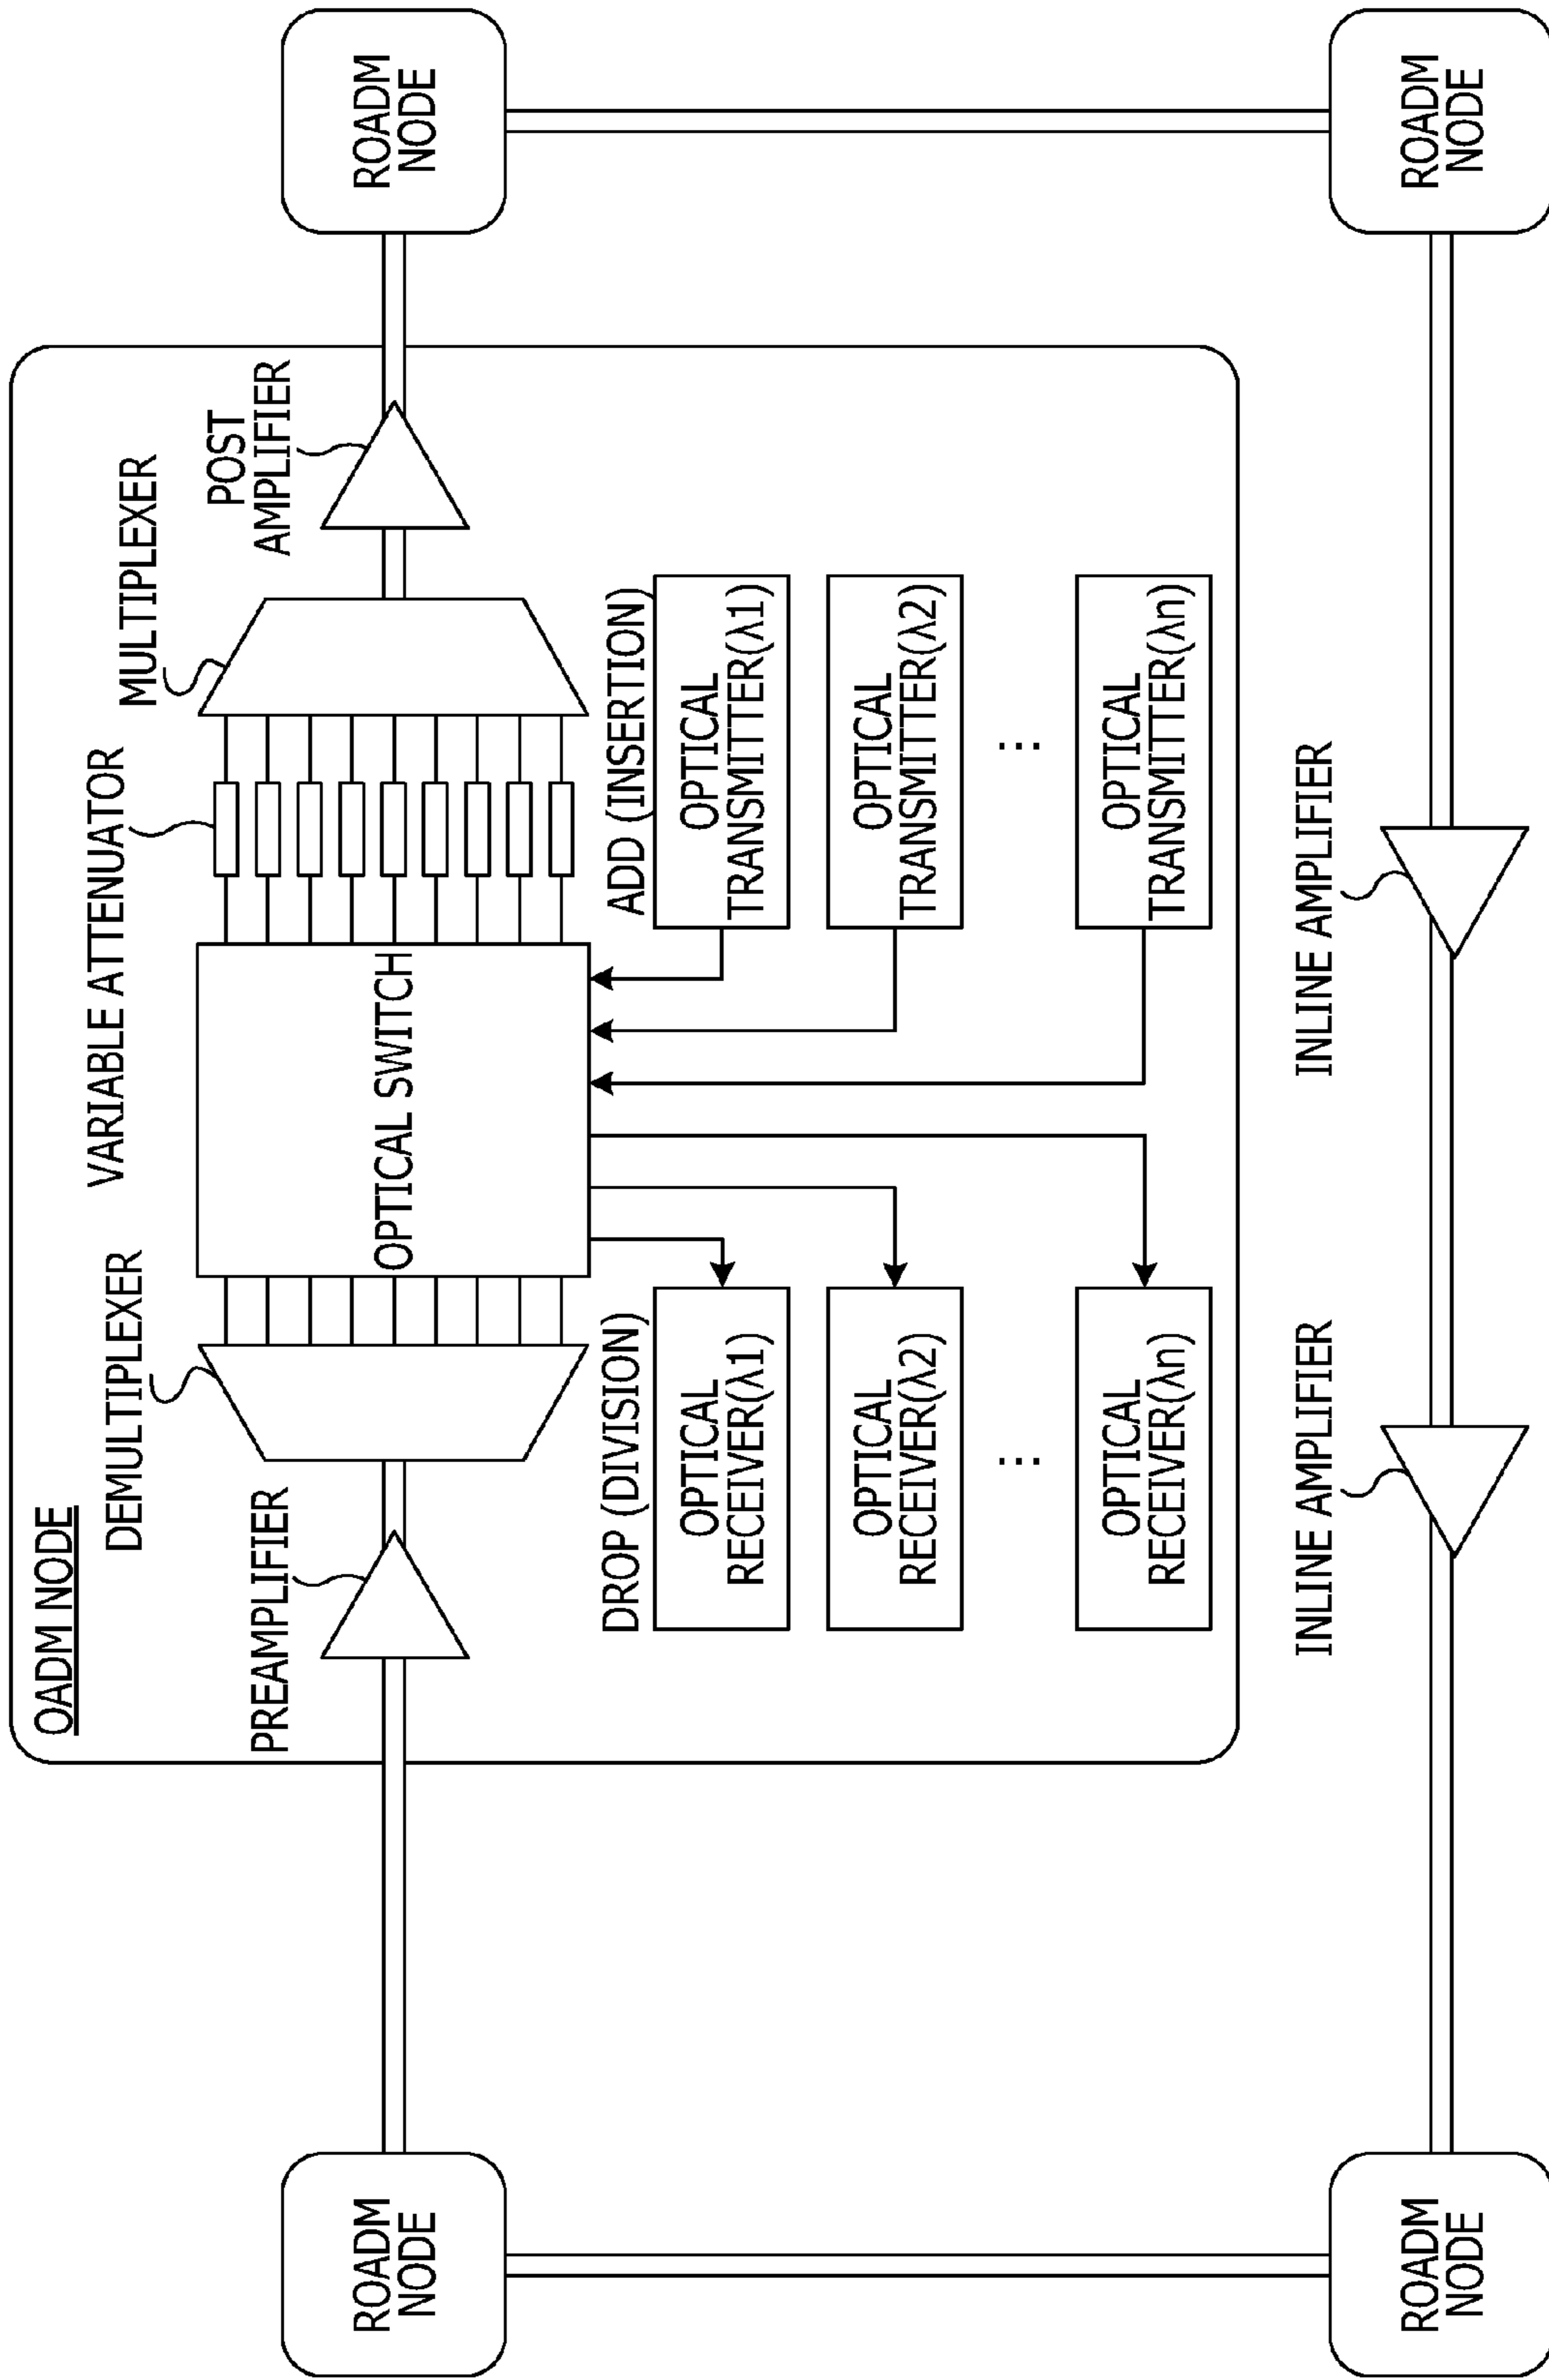 OADM NODE
ROADM
NODE
PREAMPLIFIER
DEMULTIPLEXER
OPTICAL SWITCH
VARIABLE ATTENUATOR
MULTIPLEXER
POST
AMPLIFIER
ROADM
NODE
DROP (DIVISION)
OPTICAL
RECEIVER(λ1)
OPTICAL
RECEIVER(λ2)
...
OPTICAL
RECEIVER(λn)
ADD (INSERTION)
OPTICAL
TRANSMITTER(λ1)
OPTICAL
TRANSMITTER(λ2)
...
OPTICAL
TRANSMITTER(λn)
ROADM
NODE
INLINE AMPLIFIER
INLINE AMPLIFIER
ROADM
NODE